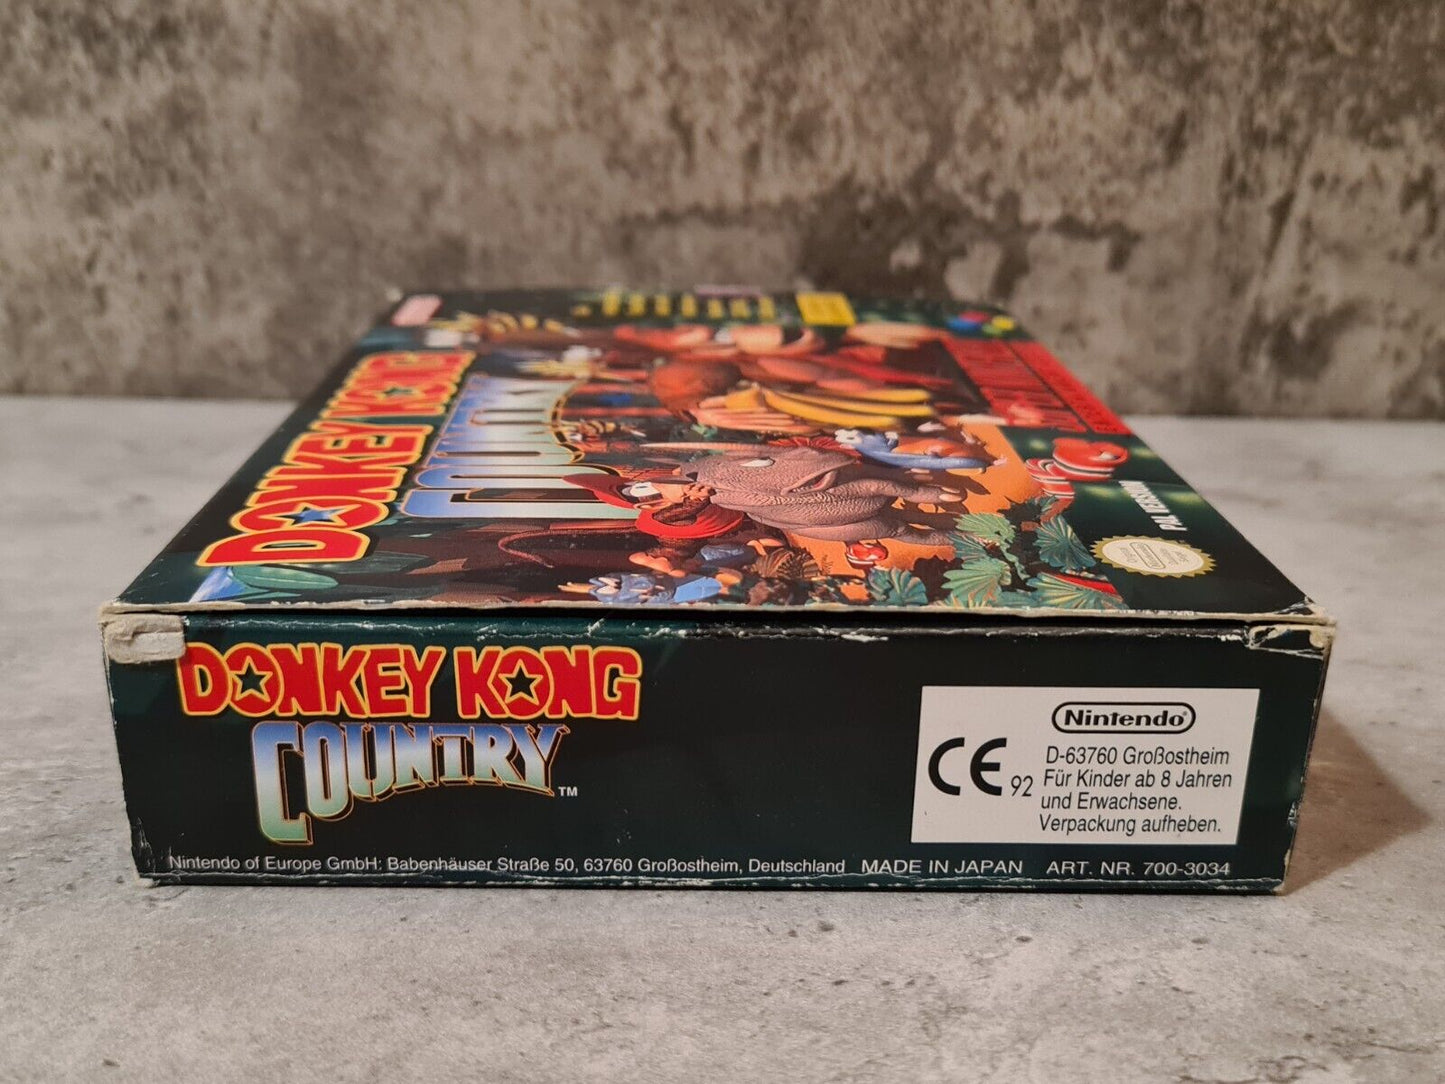 DONKEY KONG
COUNTRY
PAL VERSION
Nintendo
DONKEY KONG
COUNTRY™
Nintendo
CE 92
D-63760 Großostheim
Für Kinder ab 8 Jahren
und Erwachsene.
Verpackung aufheben.
Nintendo of Europe GmbH: Babenhäuser Straße 50, 63760 Großostheim, Deutschland MADE IN JAPAN ART. NR. 700-3034